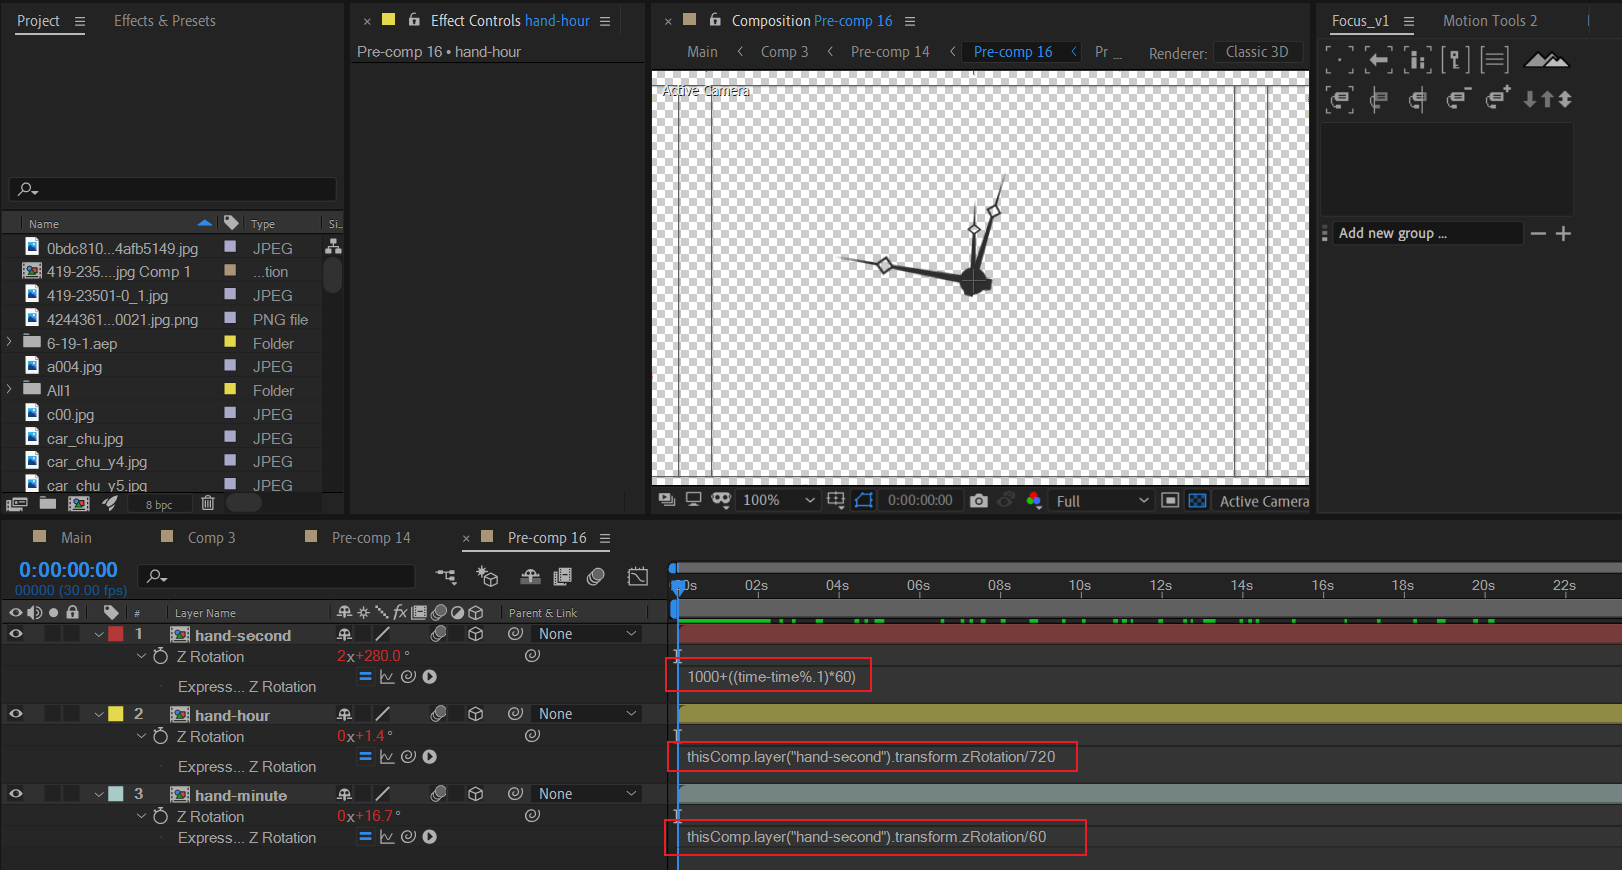 Project
Effects & Presets
Effect Controls hand-hour
Pre-comp 16 • hand-hour
Composition Pre-comp 16
Main
Comp 3
Pre-comp 14
Pre-comp 16
Pr ...
Renderer:
Classic 3D
Active Camera
Focus_v1
Motion Tools 2
Add new group ...
Name
Type
Si...
0bdc810...4afb5149.jpg
JPEG
419-235....jpg Comp 1
...tion
419-23501-0_1.jpg
JPEG
4244361...0021.jpg.png
PNG file
6-19-1.aep
Folder
a004.jpg
JPEG
All1
Folder
c00.jpg
JPEG
car_chu.jpg
JPEG
car_chu_y4.jpg
JPEG
car_chu_y5.jpg
JPEG
8 bpc
100%
0:00:00:00
Full
Active Camera
Main
Comp 3
Pre-comp 14
Pre-comp 16
0:00:00:00
00000 (30.00 fps)
0s
02s
04s
06s
08s
10s
12s
14s
16s
18s
20s
22s
#
Layer Name
fx
Parent & Link
1
hand-second
None
Z Rotation
2x+280.0°
Express... Z Rotation
1000+((time-time%.1)*60)
2
hand-hour
None
Z Rotation
0x+1.4°
Express... Z Rotation
thisComp.layer("hand-second").transform.zRotation/720
3
hand-minute
None
Z Rotation
0x+16.7°
Express... Z Rotation
thisComp.layer("hand-second").transform.zRotation/60